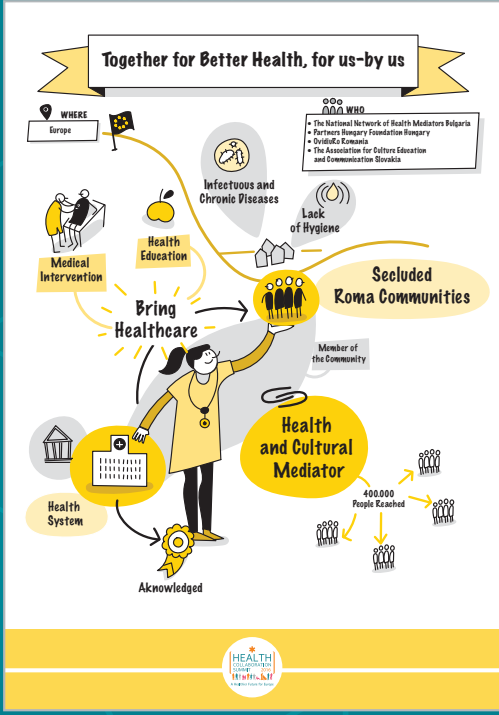 Together for Better Health, for us-by us
WHERE
Europe
WHO
• The National Network of Health Mediators Bulgaria
• Partners Hungary Foundation Hungary
• OvidiuRo Romania
• The Association for Culture Education
and Communication Slovakia
Infectuous and
Chronic Diseases
Lack
of Hygiene
Medical
Intervention
Health
Education
Secluded
Roma Communities
Bring
Healthcare
Member of
the Community
Health
and Cultural
Mediator
400.000
People Reached
Health
System
Aknowledged
HEALTH
COLLABORATION
SUMMIT